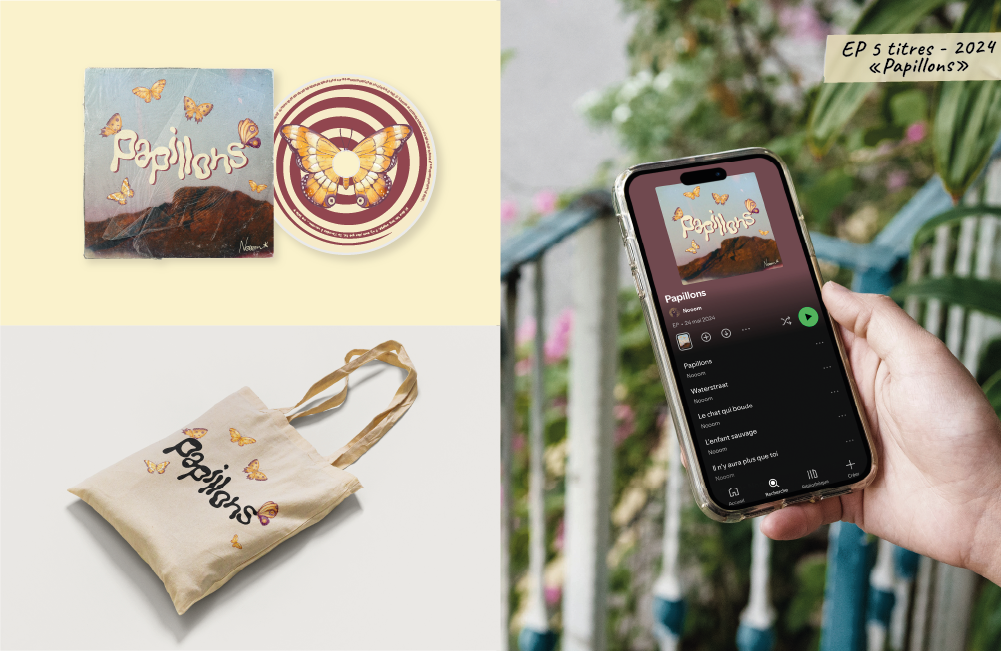 Papillons
Nooom*
EP 5 titres - 2024
«Papillons»
Papillons
Papillons
Nooom
EP • 24 mai 2024
Papillons
Nooom
Waterstraat
Nooom
Le chat qui boude
Nooom
L'enfant sauvage
Nooom
Il n'y aura plus que toi
Nooom
Accueil
Recherche
Bibliothèque
Créer
Papillons